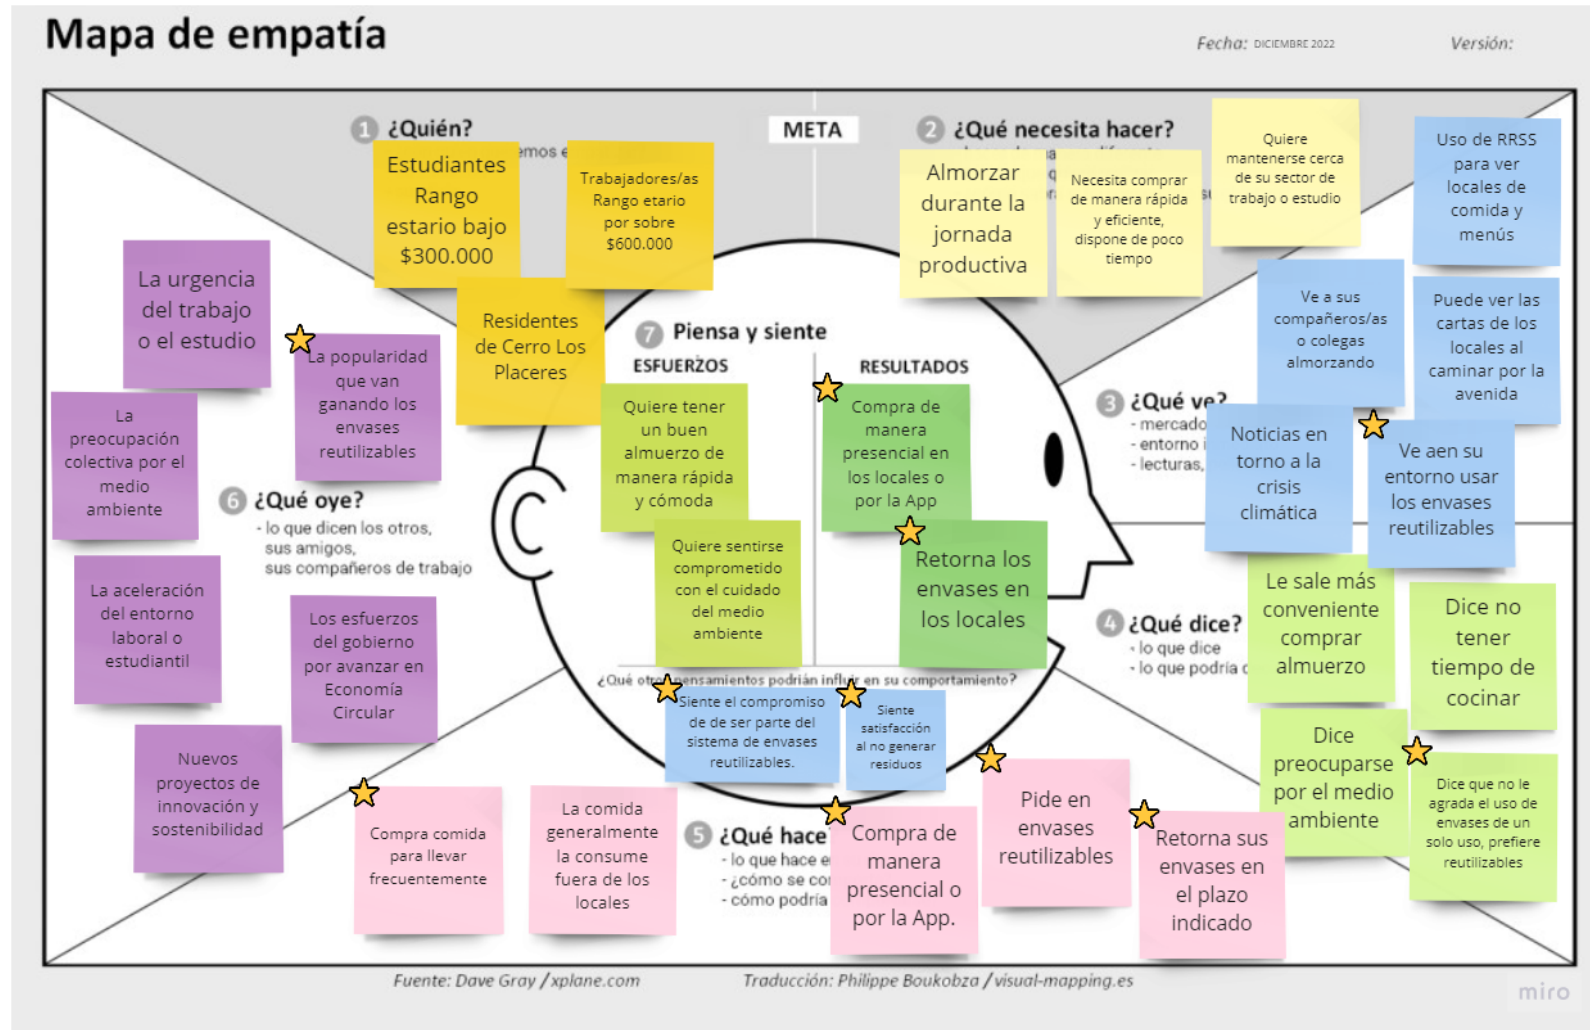 Mapa de empatía
Fecha: DICIEMBRE 2022
Versión:
META
1 ¿Quién?
emos e
Estudiantes
Rango
estario bajo
$300.000
Trabajadores/as
Rango etario
por sobre
$600.000
Residentes
de Cerro Los
Placeres
2 ¿Qué necesita hacer?
Almorzar
durante la
jornada
productiva
Necesita comprar
de manera rápida
y eficiente,
dispone de poco
tiempo
Quiere
mantenerse cerca
de su sector de
trabajo o estudio
Uso de RRSS
para ver
locales de
comida y
menús
Ve a sus
compañeros/as
o colegas
almorzando
Puede ver las
cartas de los
locales al
caminar por la
avenida
3 ¿Qué ve?
- mercado
- entorno i
- lecturas,
Noticias en
torno a la
crisis
climática
Ve aen su
entorno usar
los envases
reutilizables
4 ¿Qué dice?
- lo que dice
- lo que podría
Le sale más
conveniente
comprar
almuerzo
Dice no
tener
tiempo de
cocinar
Dice
preocuparse
por el medio
ambiente
Dice que no le
agrada el uso de
envases de un
solo uso, prefiere
reutilizables
5 ¿Qué hace?
- lo que hace e
- ¿cómo se co
- cómo podría
Compra comida
para llevar
frecuentemente
La comida
generalmente
la consume
fuera de los
locales
Compra de
manera
presencial o
por la App.
Pide en
envases
reutilizables
Retorna sus
envases en
el plazo
indicado
6 ¿Qué oye?
- lo que dicen los otros,
sus amigos,
sus compañeros de trabajo
La urgencia
del trabajo
o el estudio
La popularidad
que van
ganando los
envases
reutilizables
La
preocupación
colectiva por el
medio
ambiente
La aceleración
del entorno
laboral o
estudiantil
Los esfuerzos
del gobierno
por avanzar en
Economía
Circular
Nuevos
proyectos de
innovación y
sostenibilidad
7 Piensa y siente
ESFUERZOS
RESULTADOS
Quiere tener
un buen
almuerzo de
manera rápida
y cómoda
Quiere sentirse
comprometido
con el cuidado
del medio
ambiente
Compra de
manera
presencial en
los locales o
por la App
Retorna los
envases en
los locales
¿Qué otros pensamientos podrián influir en su comportamiento?
Siente el compromiso
de de ser parte del
sistema de envases
reutilizables.
Siente
satisfacción
al no generar
residuos
Fuente: Dave Gray / xplane.com
Traducción: Philippe Boukobza / visual-mapping.es
miro